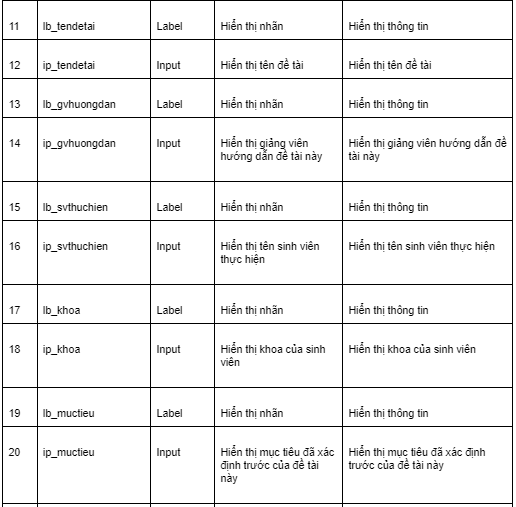 11 lb_tendetai Label Hiển thị nhãn Hiển thị thông tin
12 ip_tendetai Input Hiển thị tên đề tài Hiển thị tên đề tài
13 lb_gvhuongdan Label Hiển thị nhãn Hiển thị thông tin
14 ip_gvhuongdan Input Hiển thị giảng viên Hiển thị giảng viên hướng dẫn đề
hướng dẫn đề tài này tài này
15 lb_svthuchien Label Hiển thị nhãn Hiển thị thông tin
16 ip_svthuchien Input Hiển thị tên sinh viên Hiển thị tên sinh viên thực hiện
thực hiện
17 lb_khoa Label Hiển thị nhãn Hiển thị thông tin
18 ip_khoa Input Hiển thị khoa của sinh Hiển thị khoa của sinh viên
viên
19 lb_muctieu Label Hiển thị nhãn Hiển thị thông tin
20 ip_muctieu Input Hiển thị mục tiêu đã xác Hiển thị mục tiêu đã xác định
định trước của đề tài trước của đề tài này
này